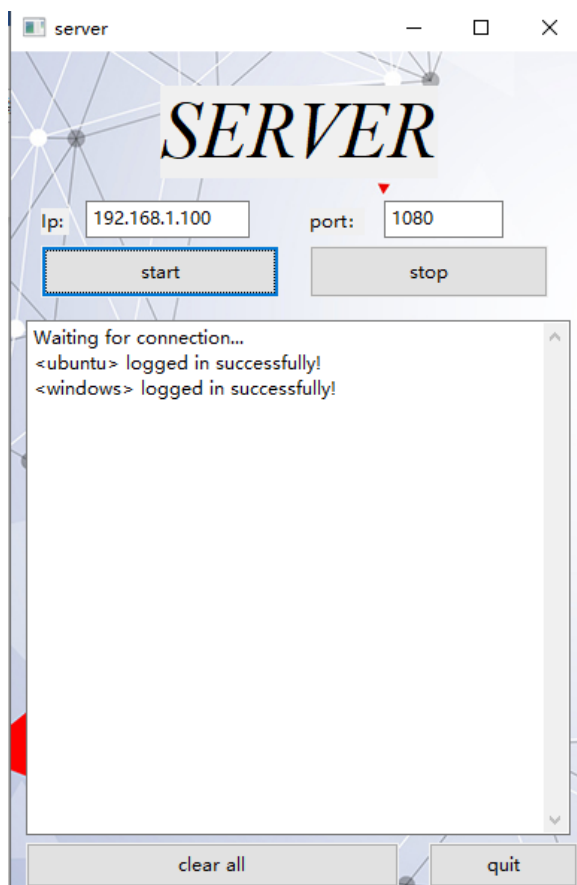 server
SERVER
Ip: 192.168.1.100 port: 1080
start stop
Waiting for connection...
<ubuntu> logged in successfully!
<windows> logged in successfully!
clear all quit